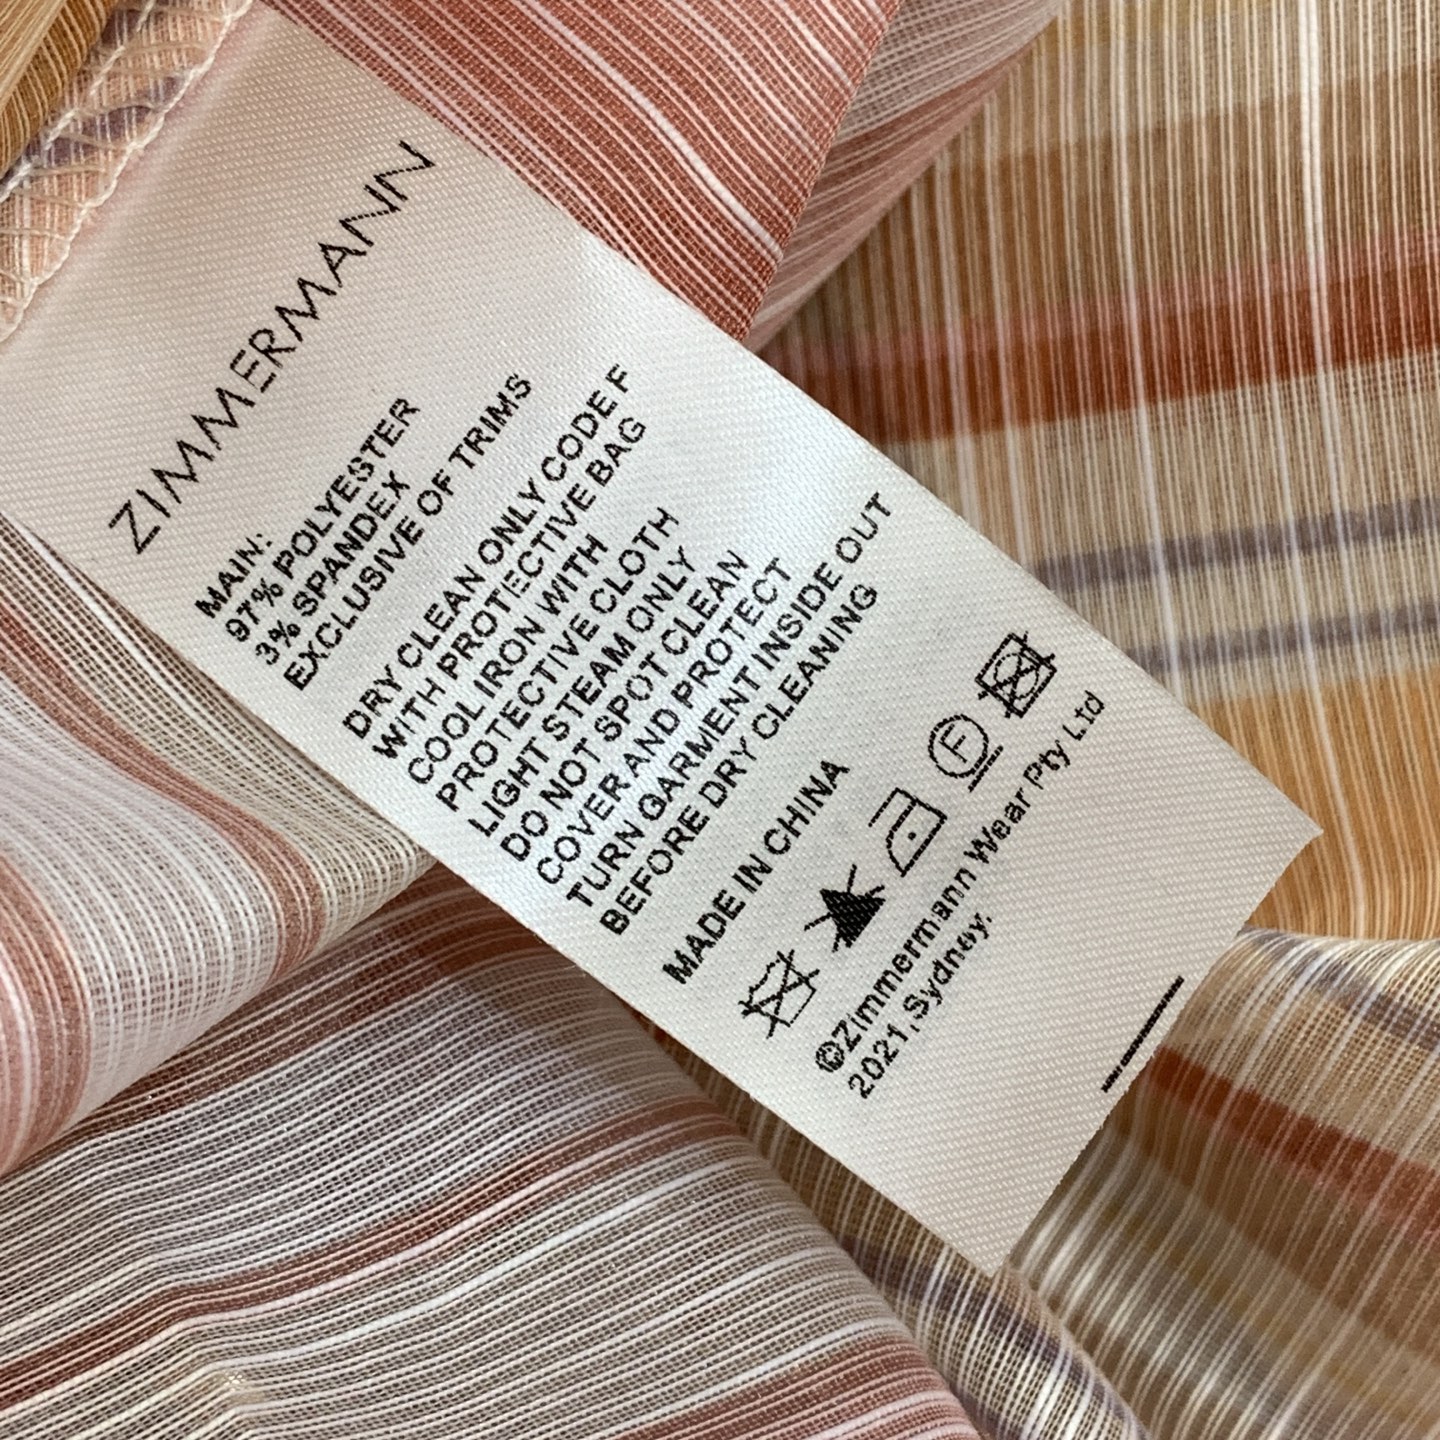 ZIMMERMANN
MAIN:
97% POLYESTER
3% SPANDEX
EXCLUSIVE OF TRIMS
DRY CLEAN ONLY CODE F
WITH PROTECTIVE BAG
COOL IRON WITH
PROTECTIVE CLOTH
LIGHT STEAM ONLY
DO NOT SPOT CLEAN
COVER AND PROTECT
TURN GARMENT INSIDE OUT
BEFORE DRY CLEANING
MADE IN CHINA
F
©Zimmermann Wear Pty Ltd
2021,Sydney.